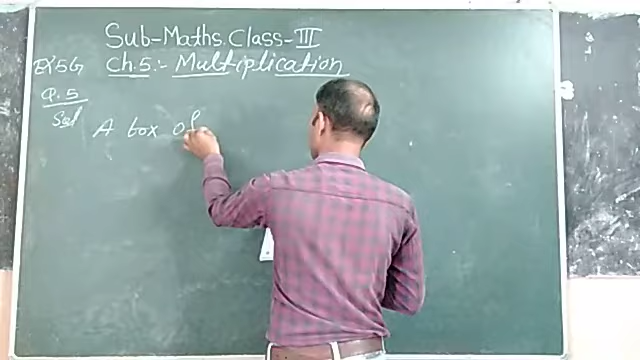 Sub-Maths Class-III
Ex 5G Ch.5:- Multiplication
Q.5
Sol A box of